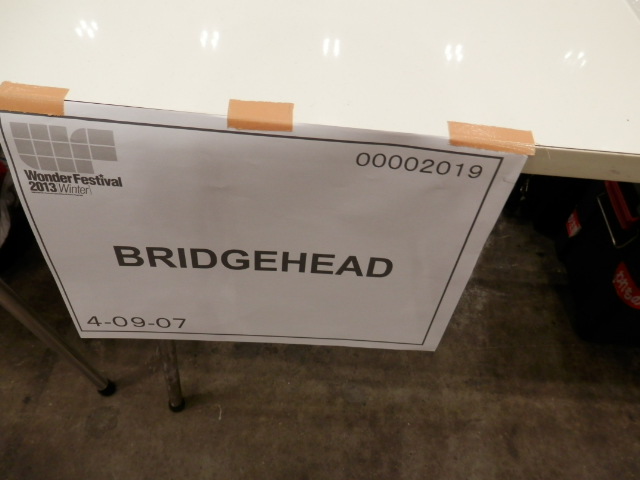 00002019
Wonder Festival
2013 Winter
BRIDGEHEAD
4-09-07